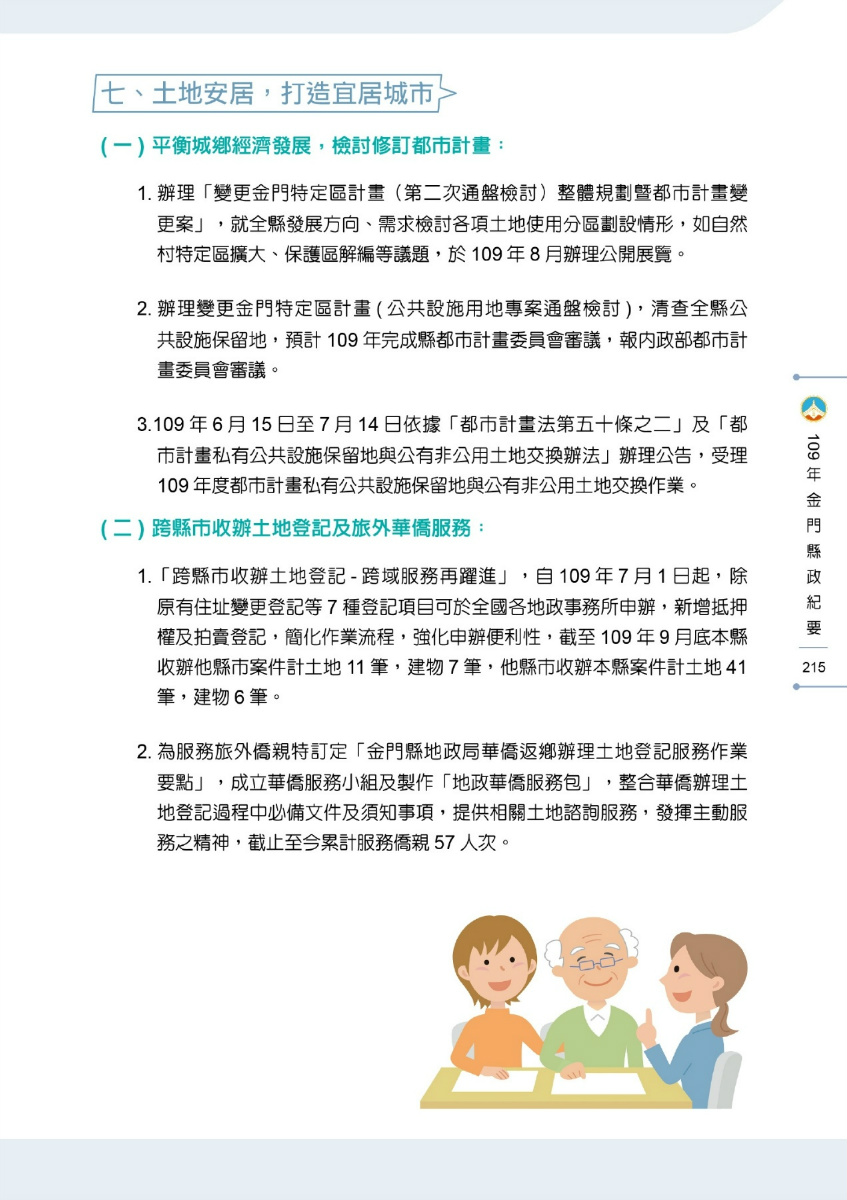 七、土地安居，打造宜居城市
( 一 ) 平衡城鄉經濟發展，檢討修訂都市計畫：
1. 辦理「變更金門特定區計畫（第二次通盤檢討）整體規劃暨都市計畫變
更案」，就全縣發展方向、需求檢討各項土地使用分區劃設情形，如自然
村特定區擴大、保護區解編等議題，於 109 年 8 月辦理公開展覽。
2. 辦理變更金門特定區計畫 ( 公共設施用地專案通盤檢討 )，清查全縣公
共設施保留地，預計 109 年完成縣都市計畫委員會審議，報內政部都市計
畫委員會審議。
3.109 年 6 月 15 日至 7 月 14 日依據「都市計畫法第五十條之二」及「都
市計畫私有公共設施保留地與公有非公用土地交換辦法」辦理公告，受理
109 年度都市計畫私有公共設施保留地與公有非公用土地交換作業。
( 二 ) 跨縣市收辦土地登記及旅外華僑服務：
1.「跨縣市收辦土地登記 - 跨域服務再躍進」，自 109 年 7 月 1 日起，除
原有住址變更登記等 7 種登記項目可於全國各地政事務所申辦，新增抵押
權及拍賣登記，簡化作業流程，強化申辦便利性，截至 109 年 9 月底本縣
收辦他縣市案件計土地 11 筆，建物 7 筆，他縣市收辦本縣案件計土地 41
筆，建物 6 筆。
2. 為服務旅外僑親特訂定「金門縣地政局華僑返鄉辦理土地登記服務作業
要點」，成立華僑服務小組及製作「地政華僑服務包」，整合華僑辦理土
地登記過程中必備文件及須知事項，提供相關土地諮詢服務，發揮主動服
務之精神，截止至今累計服務僑親 57 人次。
109年金門縣政紀要
215